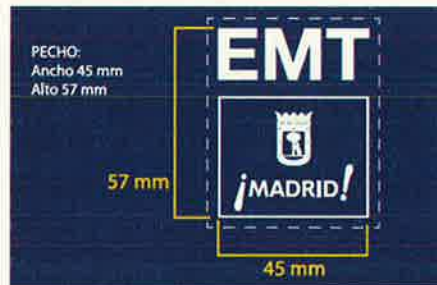 PECHO:
Ancho 45 mm
Alto 57 mm
EMT
57 mm
¡MADRID!
45 mm